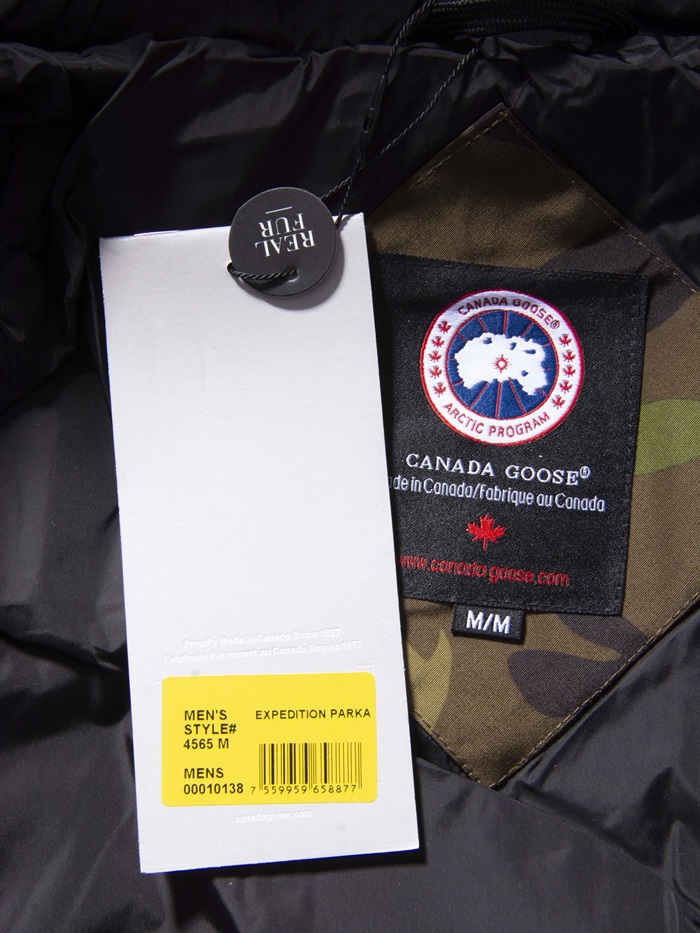 REAL
FUR
CANADA GOOSE®
ARCTIC PROGRAM
CANADA GOOSE®
de in Canada/Fabrique au Canada
www.canada goose.com
M/M
Proudly Made in Canada Since 1957
Fabriqué Fièrement au Canada Depuis 1957
MEN'S EXPEDITION PARKA
STYLE#
4565 M
MENS
00010138 7 559959 658877
canadagoose.com